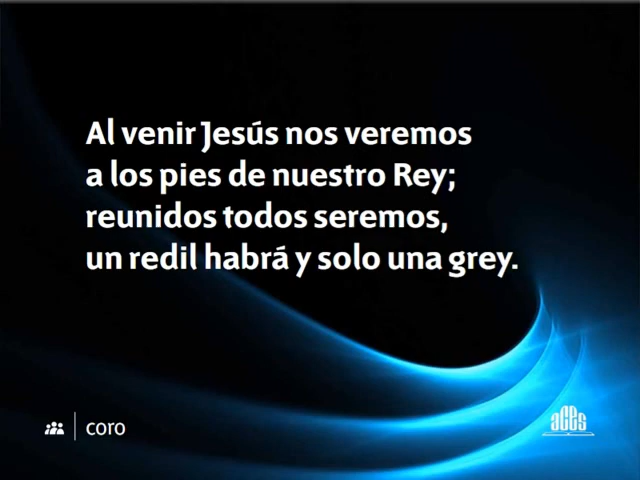 Al venir Jesús nos veremos
a los pies de nuestro Rey;
reunidos todos seremos,
un redil habrá y solo una grey.
coro
aces